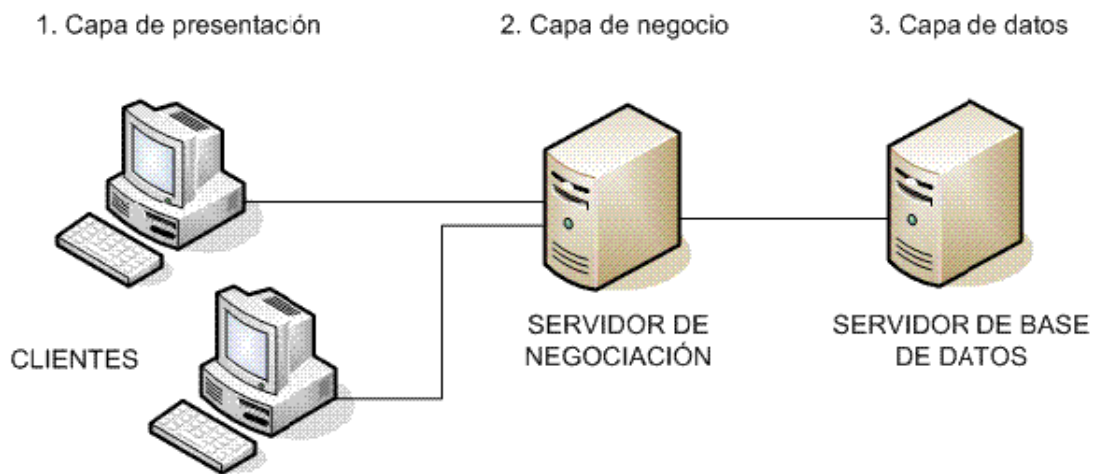 1. Capa de presentación
2. Capa de negocio
3. Capa de datos
CLIENTES
SERVIDOR DE
NEGOCIACIÓN
SERVIDOR DE BASE
DE DATOS